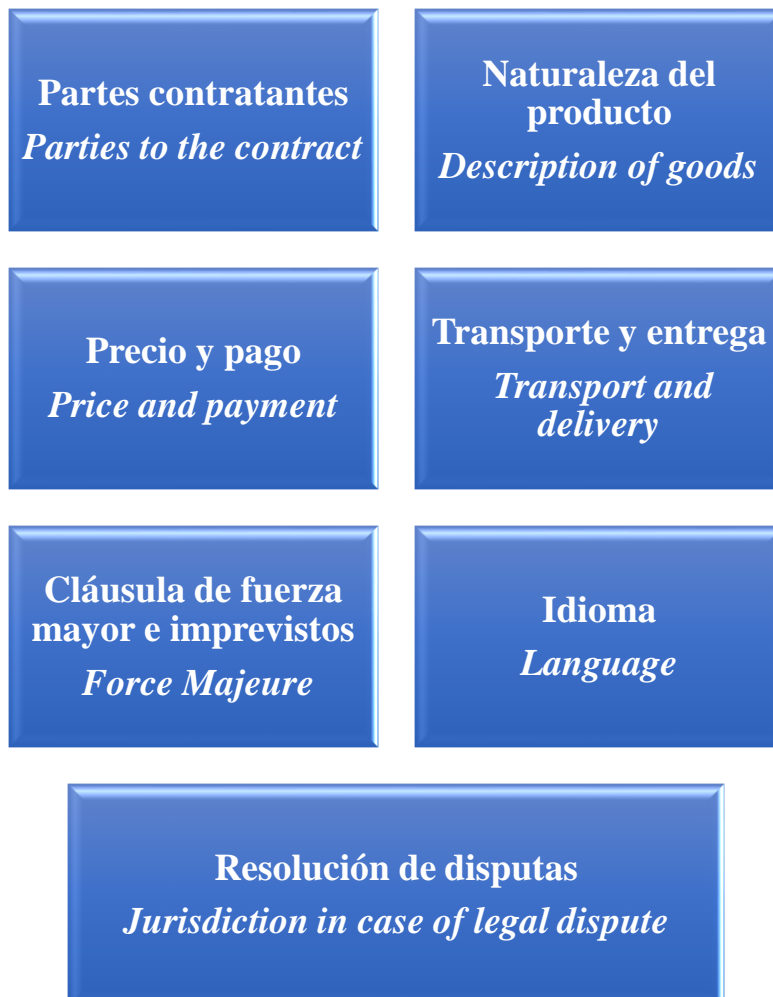 Partes contratantes
Parties to the contract
Naturaleza del
producto
Description of goods
Precio y pago
Price and payment
Transporte y entrega
Transport and
delivery
Cláusula de fuerza
mayor e imprevistos
Force Majeure
Idioma
Language
Resolución de disputas
Jurisdiction in case of legal dispute